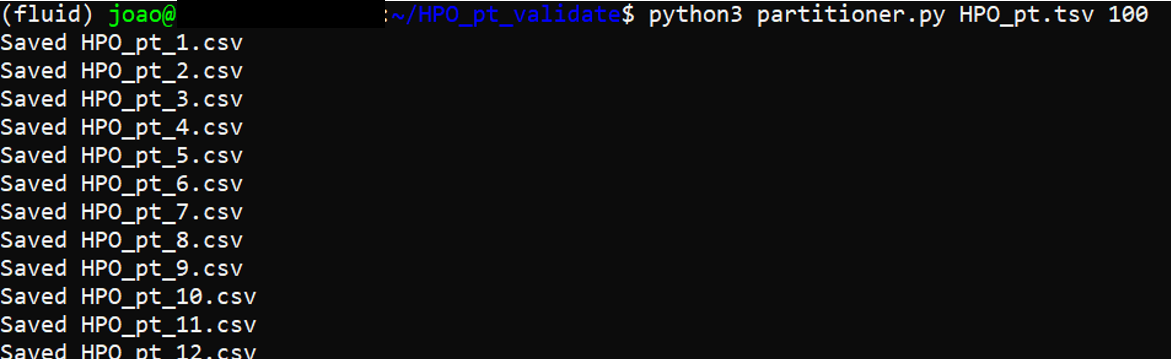 (fluid) joao@ :~/HPO_pt_validate$ python3 partitioner.py HPO_pt.tsv 100
Saved HPO_pt_1.csv
Saved HPO_pt_2.csv
Saved HPO_pt_3.csv
Saved HPO_pt_4.csv
Saved HPO_pt_5.csv
Saved HPO_pt_6.csv
Saved HPO_pt_7.csv
Saved HPO_pt_8.csv
Saved HPO_pt_9.csv
Saved HPO_pt_10.csv
Saved HPO_pt_11.csv
Saved HPO_pt_12.csv